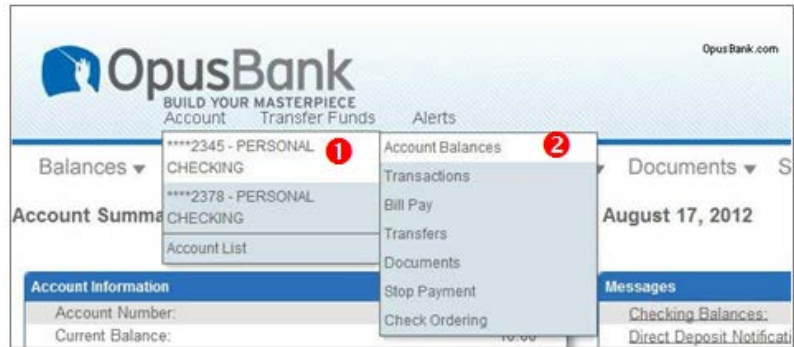 OpusBank
OpusBank.com
BUILD YOUR MASTERPIECE
Account Transfer Funds Alerts
****2345 - PERSONAL
CHECKING
1
****2378 - PERSONAL
CHECKING
Account List
Account Balances
2
Transactions
Bill Pay
Transfers
Documents
Stop Payment
Check Ordering
Balances
Documents
S
Account Summa
August 17, 2012
Account Information
Account Number:
Current Balance:
Messages
Checking Balances:
Direct Deposit Notificati